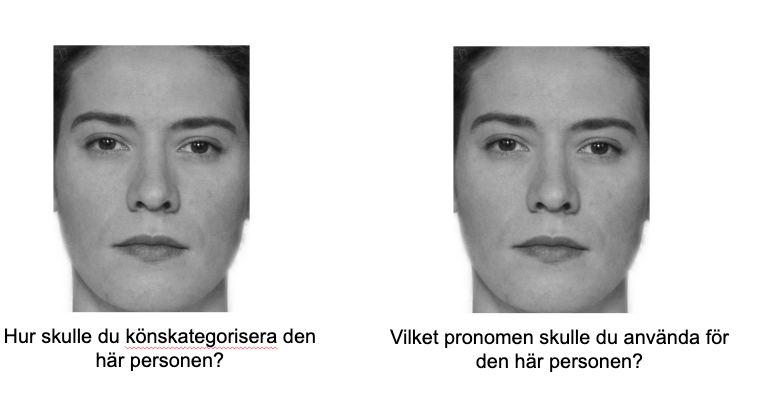 Hur skulle du könskategorisera den
här personen?
Vilket pronomen skulle du använda för
den här personen?